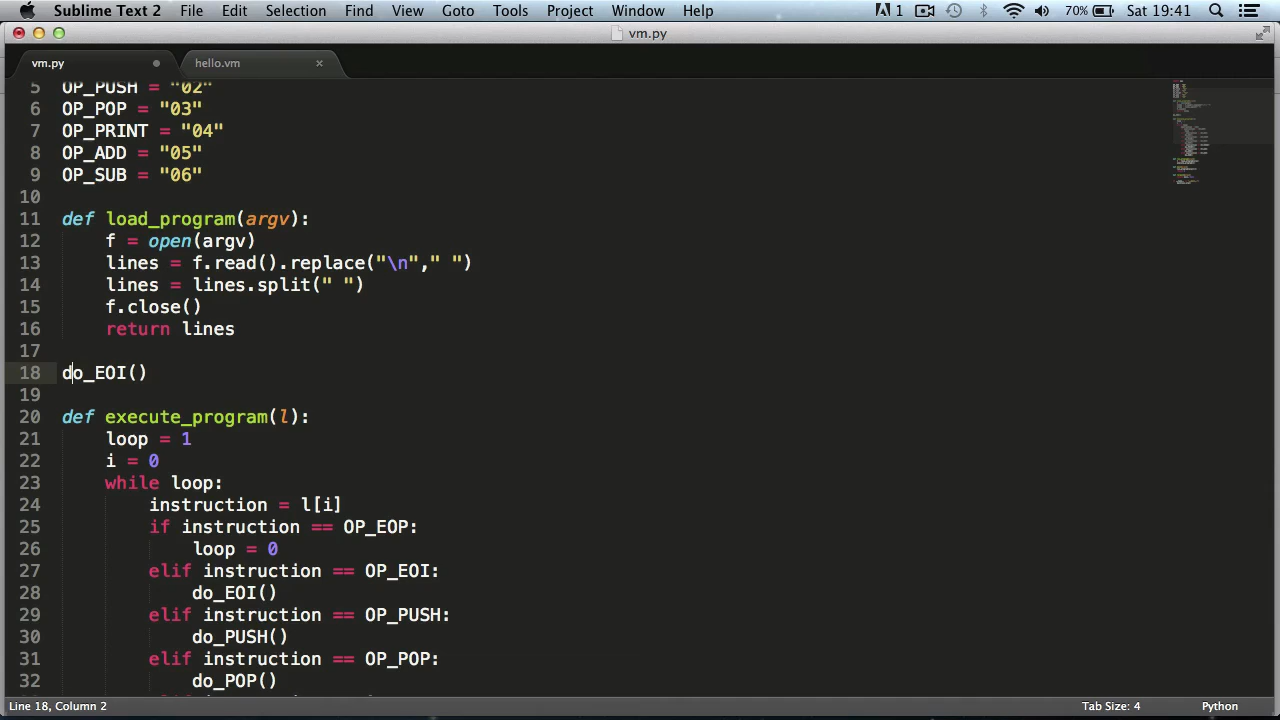 Sublime Text 2 File Edit Selection Find View Goto Tools Project Window Help 1 70% Sat 19:41
vm.py
vm.py hello.vm ×
5 OP_PUSH = "02"
6 OP_POP = "03"
7 OP_PRINT = "04"
8 OP_ADD = "05"
9 OP_SUB = "06"
10
11 def load_program(argv):
12 f = open(argv)
13 lines = f.read().replace("\n"," ")
14 lines = lines.split(" ")
15 f.close()
16 return lines
17
18 do_EOI()
19
20 def execute_program(l):
21 loop = 1
22 i = 0
23 while loop:
24 instruction = l[i]
25 if instruction == OP_EOP:
26 loop = 0
27 elif instruction == OP_EOI:
28 do_EOI()
29 elif instruction == OP_PUSH:
30 do_PUSH()
31 elif instruction == OP_POP:
32 do_POP()
Line 18, Column 2 Tab Size: 4 Python